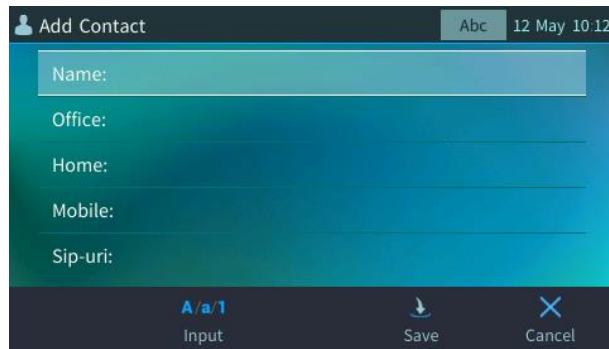 Add Contact Abc 12 May 10:12
Name:
Office:
Home:
Mobile:
Sip-uri:
A/a/1
Input Save Cancel